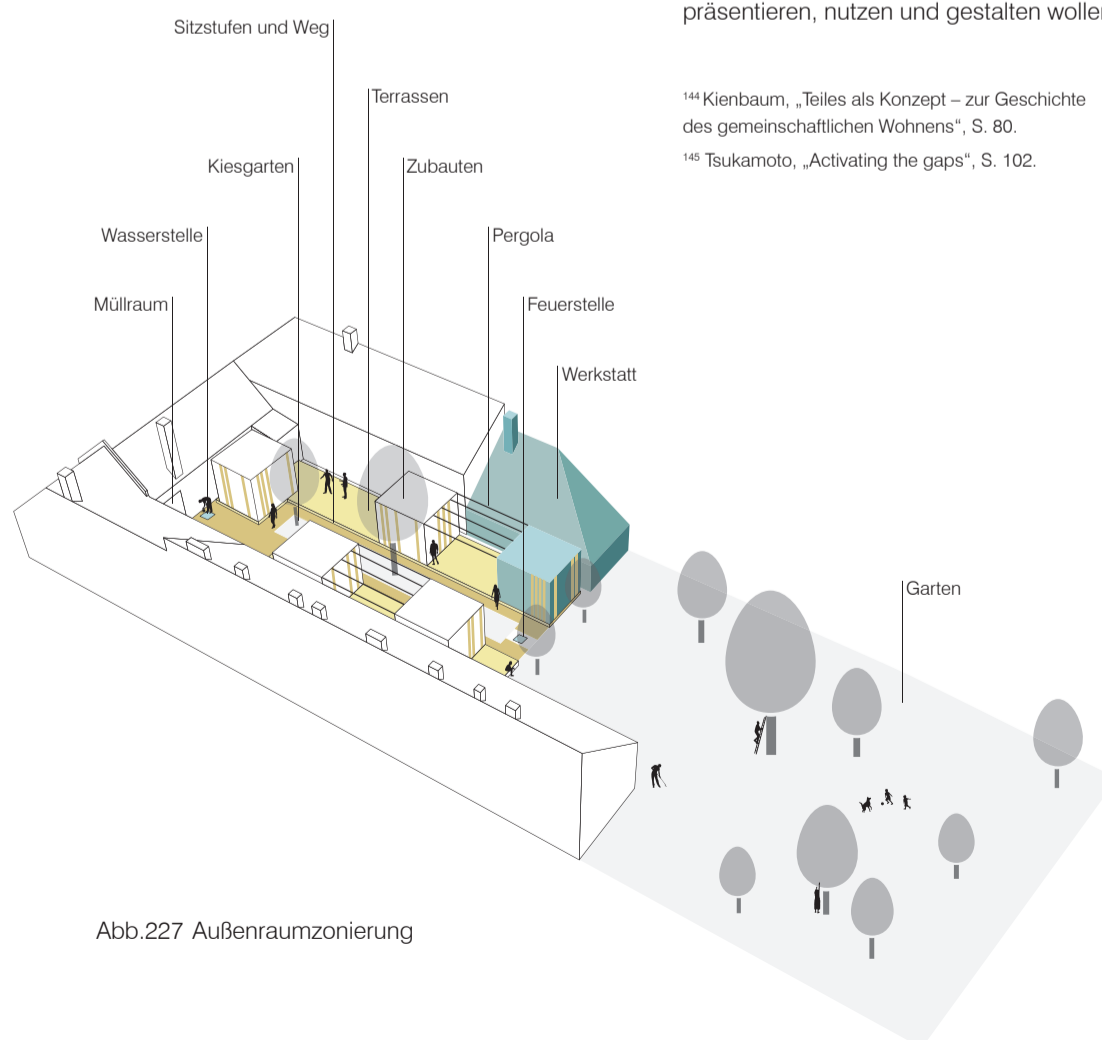 präsentieren, nutzen und gestalten wollen
Sitzstufen und Weg
Terrassen
Kiesgarten
Zubauten
Wasserstelle
Pergola
Müllraum
Feuerstelle
Werkstatt
Garten
¹⁴⁴ Kienbaum, „Teiles als Konzept – zur Geschichte
des gemeinschaftlichen Wohnens“, S. 80.
¹⁴⁵ Tsukamoto, „Activating the gaps“, S. 102.
Abb.227 Außenraumzonierung